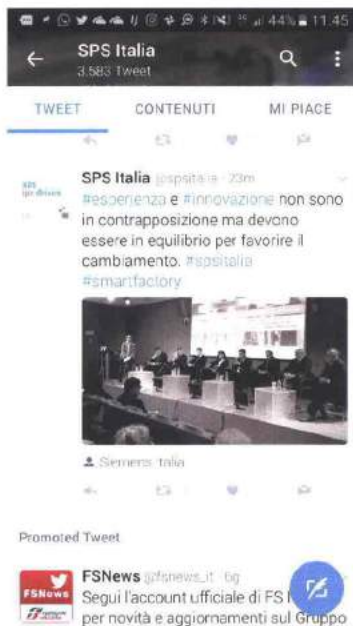 44% 11.45
SPS Italia
3.583 Tweet
TWEET CONTENUTI MI PIACE
SPS Italia @spsitalia · 23m
#esperienza e #innovazione non sono
in contrapposizione ma devono
essere in equilibrio per favorire il
cambiamento. #spsitalia
#smartfactory
Siemens Italia
Promoted Tweet
FSNews @fsnews_it · 6g
Segui l'account ufficiale di FS
per novità e aggiornamenti sul Gruppo
FSNews